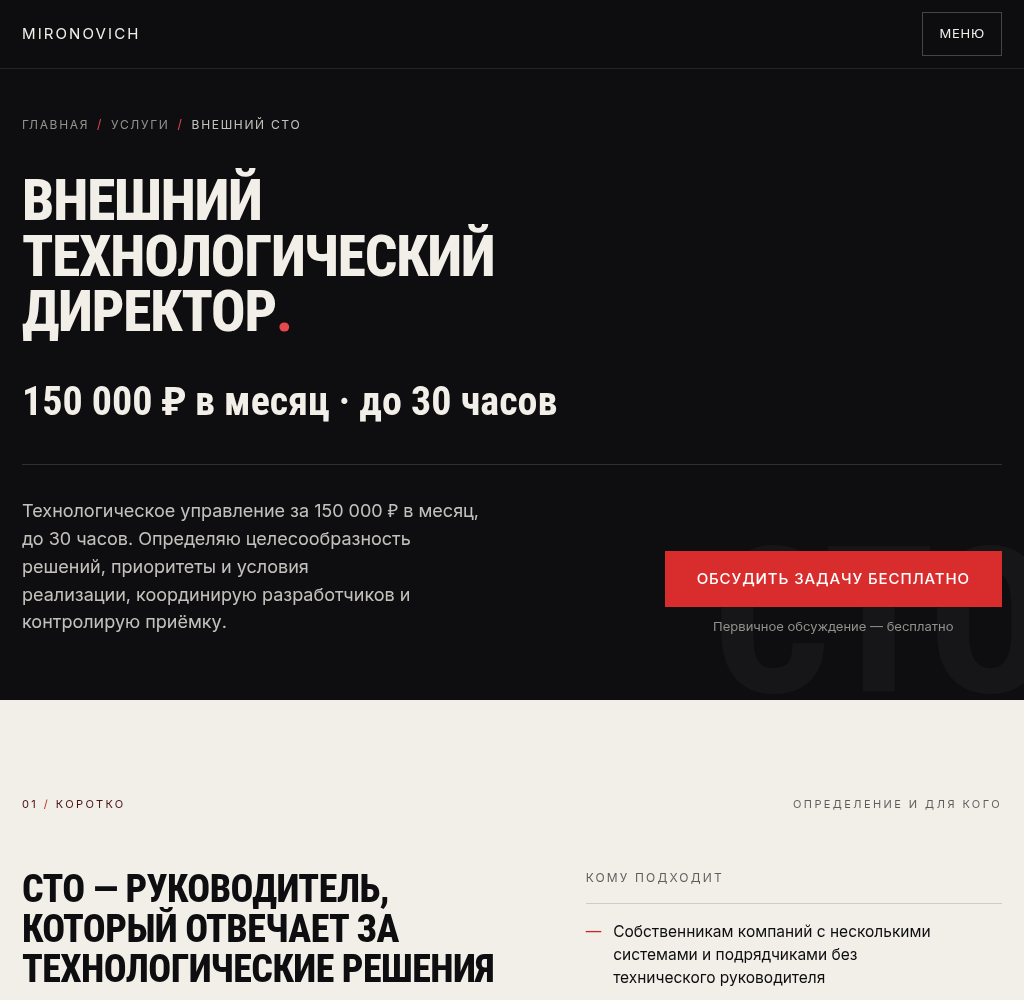 MIRONOVICH
МЕНЮ
ГЛАВНАЯ / УСЛУГИ / ВНЕШНИЙ CTO
ВНЕШНИЙ
ТЕХНОЛОГИЧЕСКИЙ
ДИРЕКТОР.
150 000 ₽ в месяц · до 30 часов
Технологическое управление за 150 000 ₽ в месяц,
до 30 часов. Определяю целесообразность
решений, приоритеты и условия
реализации, координирую разработчиков и
контролирую приёмку.
CTO
ОБСУДИТЬ ЗАДАЧУ БЕСПЛАТНО
Первичное обсуждение — бесплатно
01 / КОРОТКО
ОПРЕДЕЛЕНИЕ И ДЛЯ КОГО
CTO — РУКОВОДИТЕЛЬ,
КОТОРЫЙ ОТВЕЧАЕТ ЗА
ТЕХНОЛОГИЧЕСКИЕ РЕШЕНИЯ
КОМУ ПОДХОДИТ
— Собственникам компаний с несколькими
системами и подрядчиками без
технического руководителя